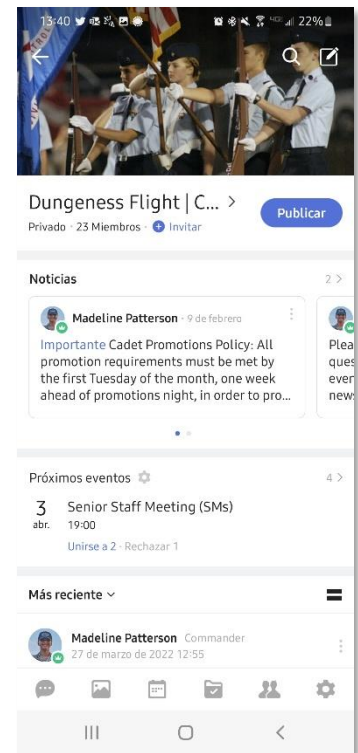 13:40 22%
Dungeness Flight | C... >
Publicar
Privado · 23 Miembros · Invitar
Noticias 2 >
Madeline Patterson · 9 de febrero
Importante Cadet Promotions Policy: All
promotion requirements must be met by
the first Tuesday of the month, one week
ahead of promotions night, in order to pro...
Plea
ques
even
news
Próximos eventos 4 >
3 Senior Staff Meeting (SMs)
abr. 19:00
Unirse a 2 · Rechazar 1
Más reciente
Madeline Patterson Commander
27 de marzo de 2022 12:55